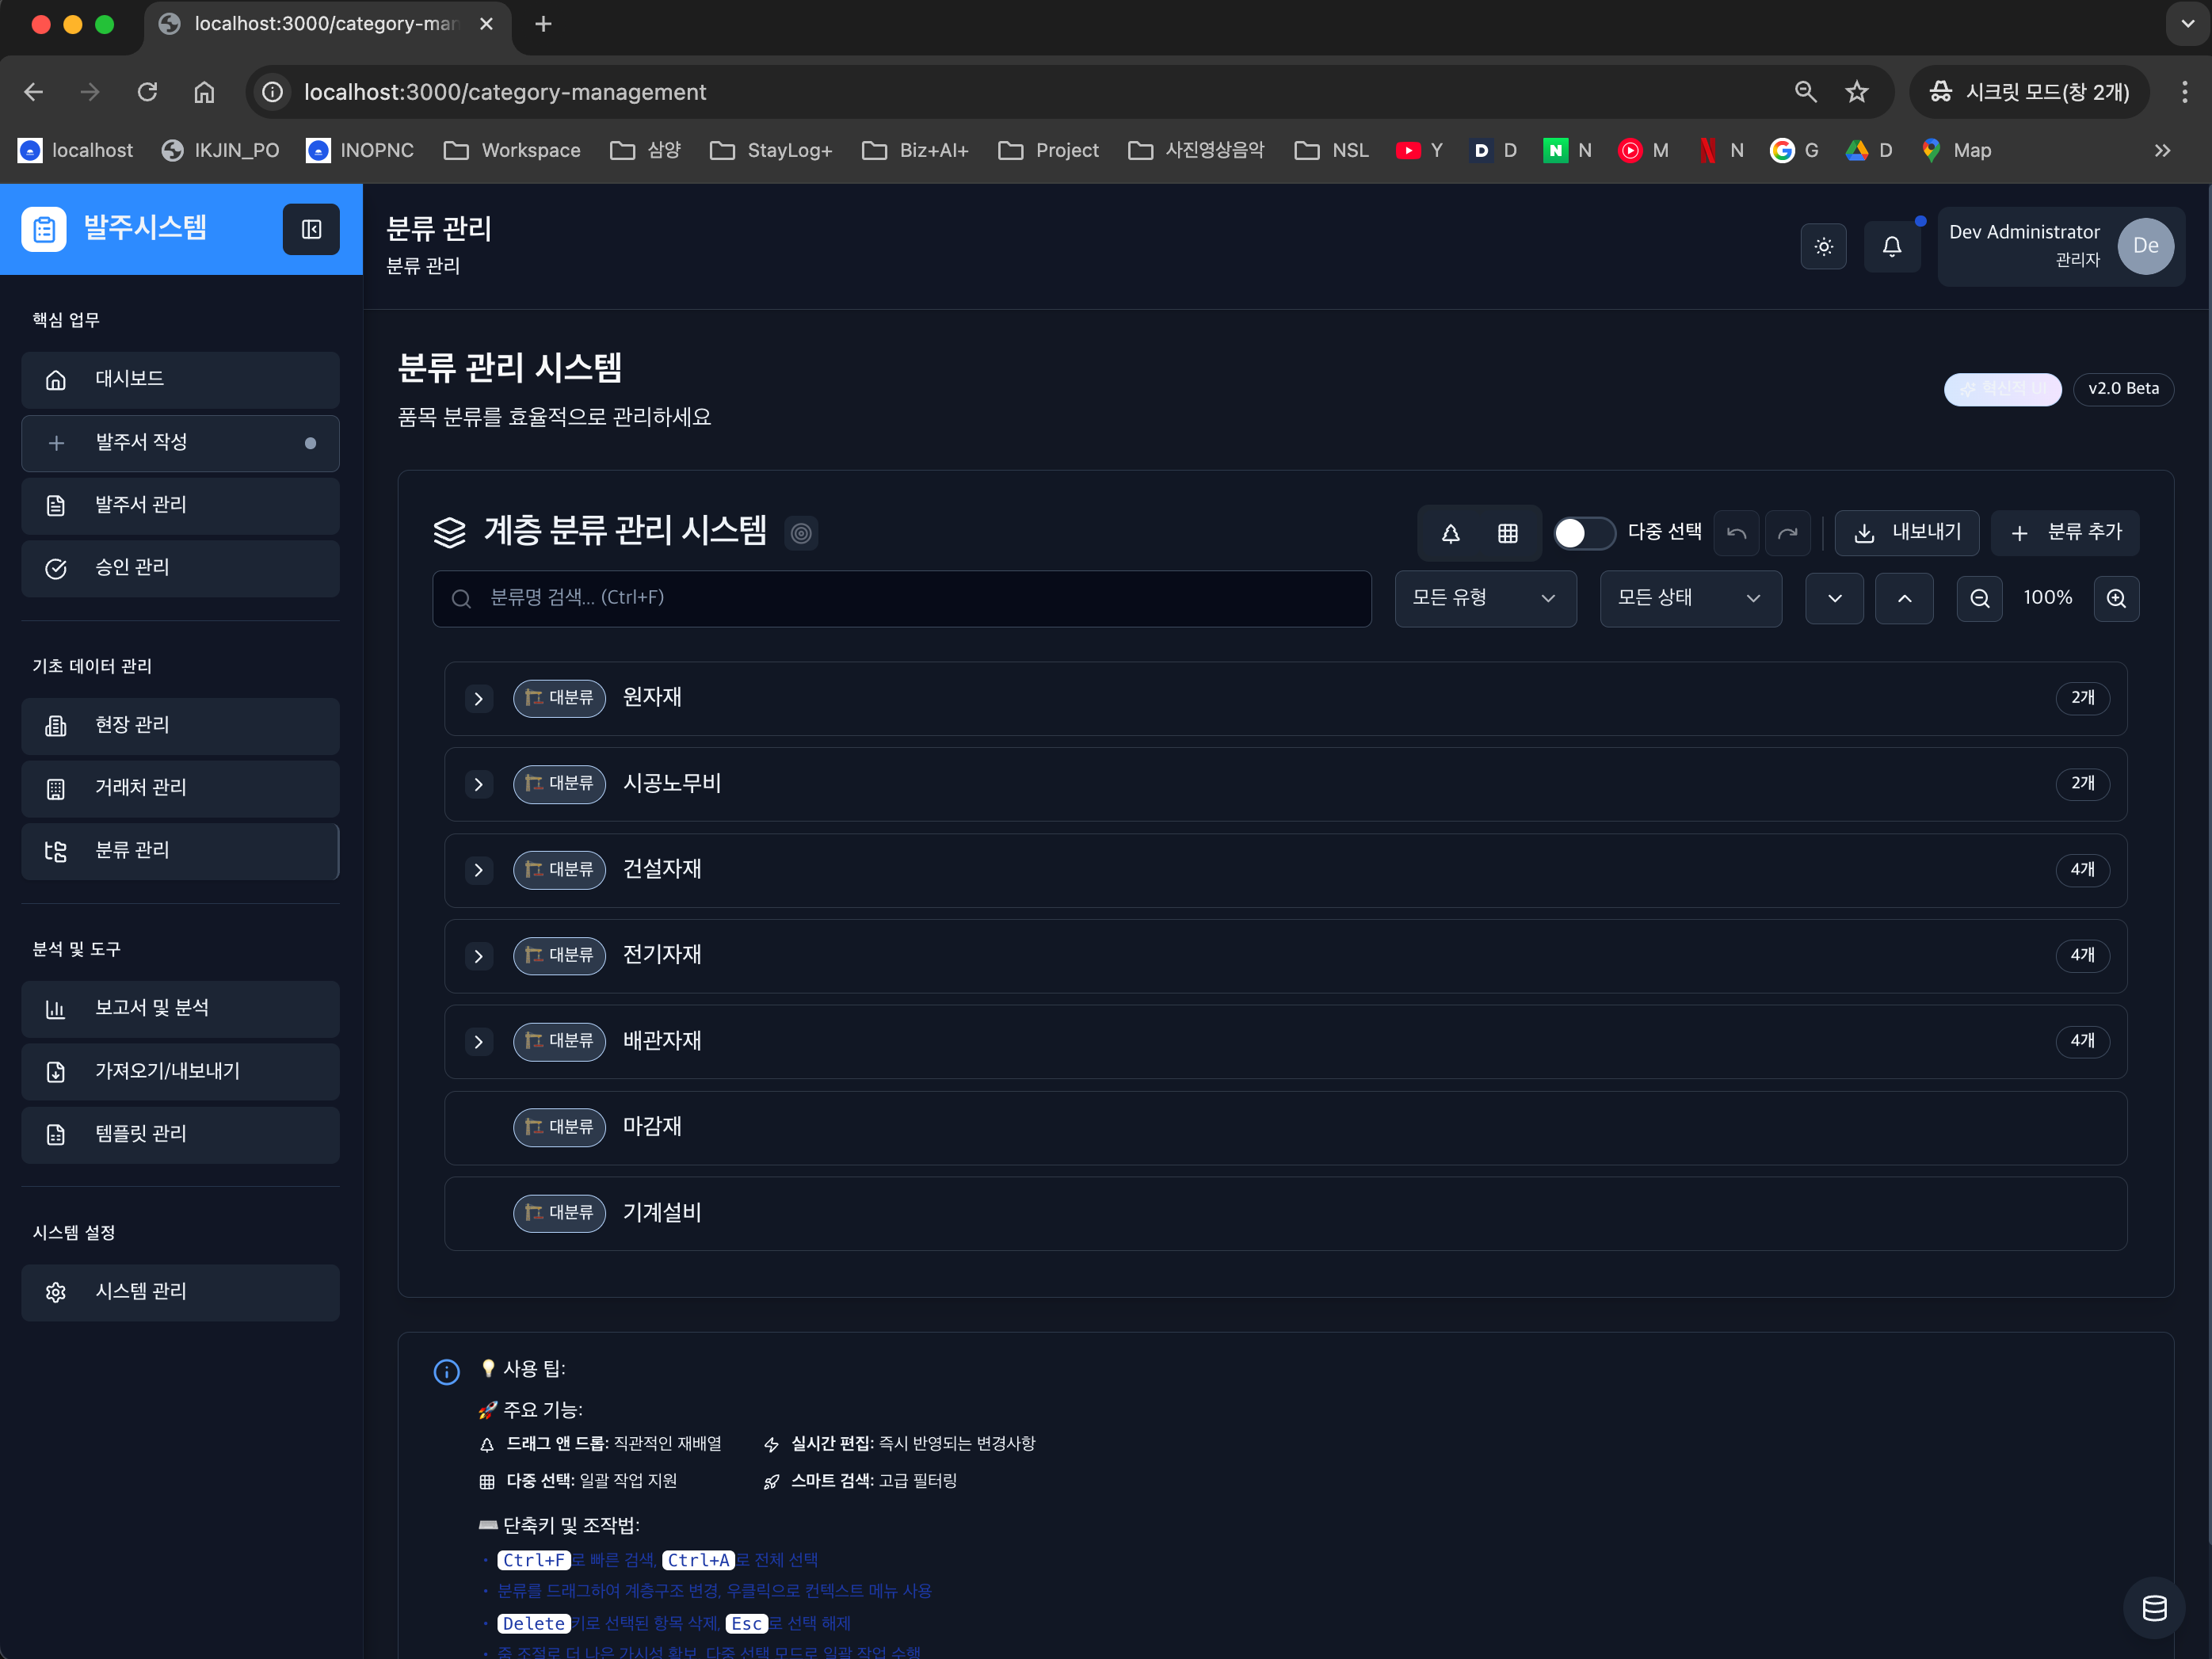 localhost:3000/category-man
localhost:3000/category-management
시크릿 모드(창 2개)
localhost IKJIN_PO INOPNC Workspace 삼양 StayLog+ Biz+AI+ Project 사진영상음악 NSL Y D N M N G D Map
발주시스템
핵심 업무
대시보드
발주서 작성
발주서 관리
승인 관리
기초 데이터 관리
현장 관리
거래처 관리
분류 관리
분석 및 도구
보고서 및 분석
가져오기/내보내기
템플릿 관리
시스템 설정
시스템 관리
분류 관리
분류 관리
Dev Administrator
관리자
De
분류 관리 시스템
품목 분류를 효율적으로 관리하세요
혁신적 UI
v2.0 Beta
계층 분류 관리 시스템
다중 선택
내보내기
분류 추가
분류명 검색... (Ctrl+F)
모든 유형
모든 상태
100%
대분류 원자재 2개
대분류 시공노무비 2개
대분류 건설자재 4개
대분류 전기자재 4개
대분류 배관자재 4개
대분류 마감재
대분류 기계설비
사용 팁:
주요 기능:
드래그 앤 드롭: 직관적인 재배열 실시간 편집: 즉시 반영되는 변경사항
다중 선택: 일괄 작업 지원 스마트 검색: 고급 필터링
단축키 및 조작법:
• Ctrl+F로 빠른 검색, Ctrl+A로 전체 선택
• 분류를 드래그하여 계층구조 변경, 우클릭으로 컨텍스트 메뉴 사용
• Delete키로 선택된 항목 삭제, Esc로 선택 해제
• 줌 조절로 더 나은 가시성 확보, 다중 선택 모드로 일괄 작업 수행